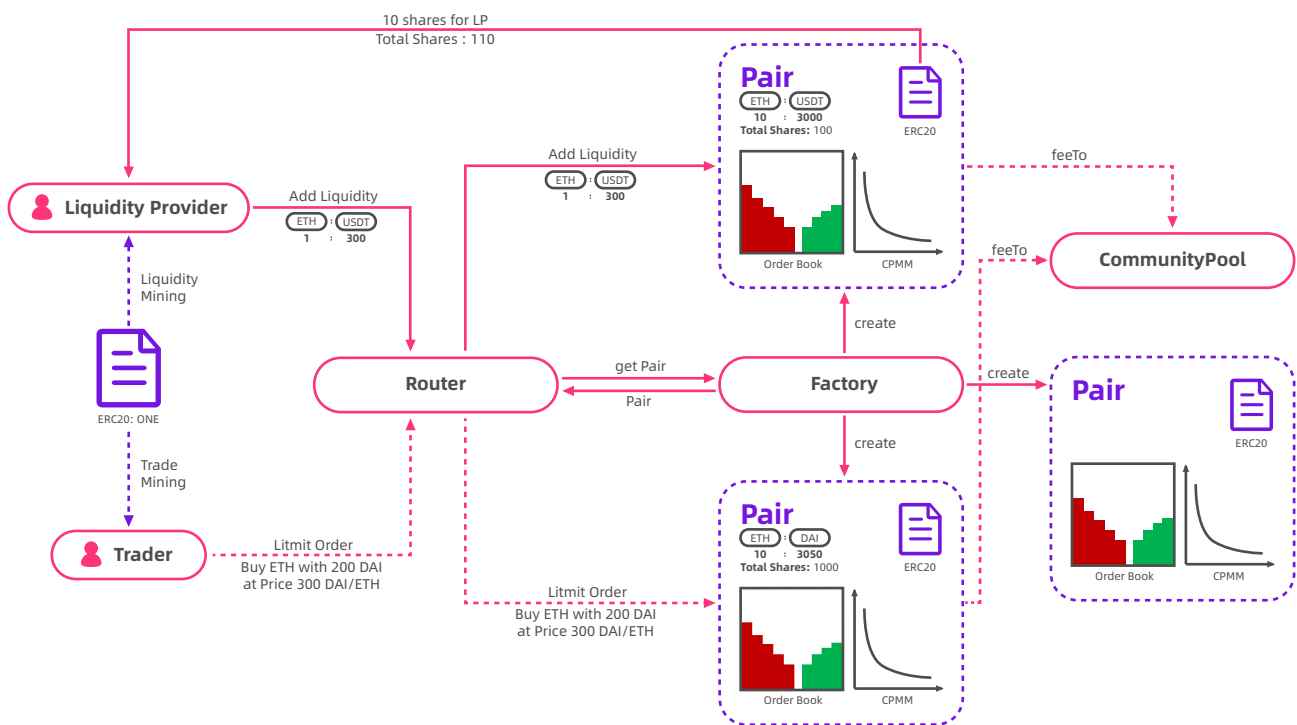 10 shares for LP
Total Shares : 110
Pair
ETH : USDT
10 : 3000
Total Shares: 100
ERC20
Order Book
CPMM
Add Liquidity
ETH : USDT
1 : 300
feeTo
Liquidity Provider
Add Liquidity
ETH : USDT
1 : 300
feeTo
CommunityPool
Liquidity
Mining
create
ERC20: ONE
Router
get Pair
Pair
Factory
create
Pair
ERC20
Order Book
CPMM
create
Trade
Mining
Trader
Litmit Order
Buy ETH with 200 DAI
at Price 300 DAI/ETH
Litmit Order
Buy ETH with 200 DAI
at Price 300 DAI/ETH
Pair
ETH : DAI
10 : 3050
Total Shares: 1000
ERC20
Order Book
CPMM